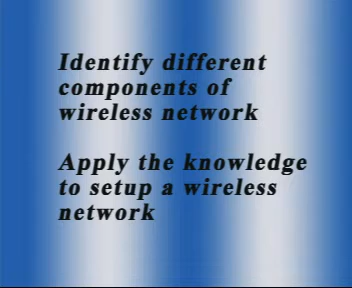 Identify different
components of
wireless network
Apply the knowledge
to setup a wireless
network